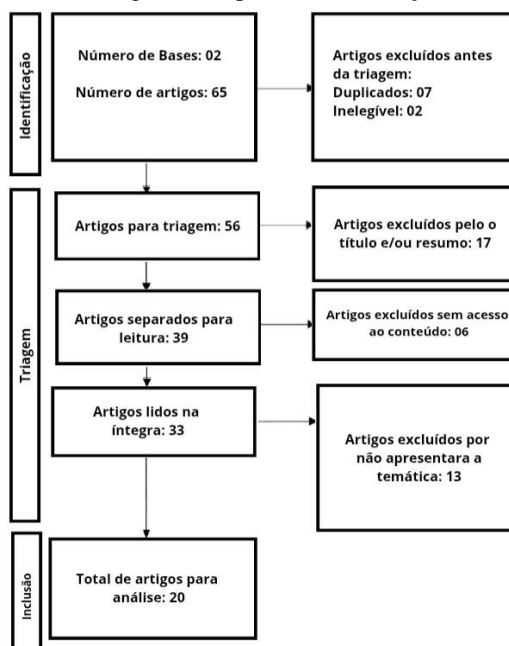 Identificação
Número de Bases: 02
Número de artigos: 65
Artigos excluídos antes
da triagem:
Duplicados: 07
Inelegível: 02
Triagem
Artigos para triagem: 56
Artigos excluídos pelo o
título e/ou resumo: 17
Artigos separados para
leitura: 39
Artigos excluídos sem acesso
ao conteúdo: 06
Artigos lidos na
íntegra: 33
Artigos excluídos por
não apresentara a
temática: 13
Inclusão
Total de artigos para
análise: 20